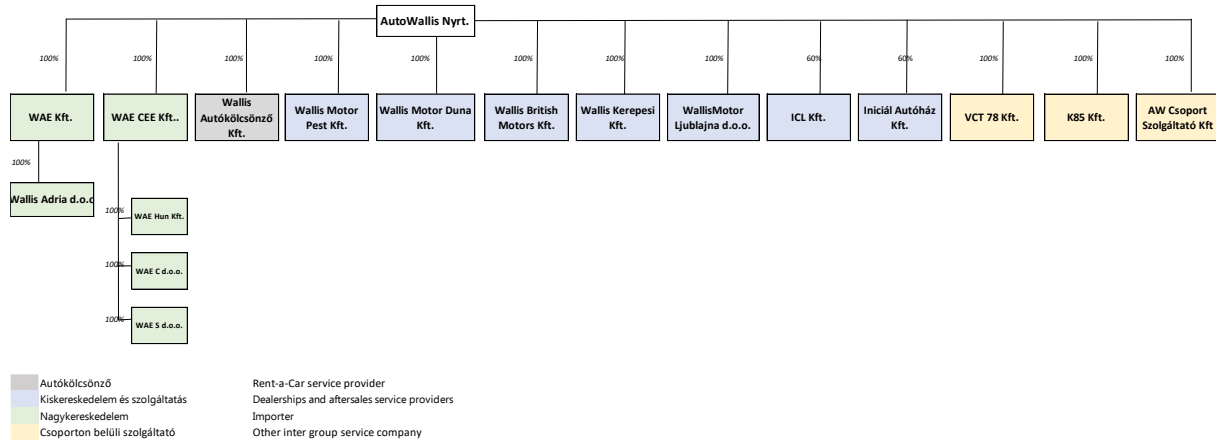 AutoWallis Nyrt.
100%
100%
100%
100%
100%
100%
100%
100%
60%
60%
100%
100%
100%
WAE Kft.
WAE CEE Kft..
Wallis
Autókölcsönző
Kft.
Wallis Motor
Pest Kft.
Wallis Motor Duna
Kft.
Wallis British
Motors Kft.
Wallis Kerepesi
Kft.
WallisMotor
Ljublajna d.o.o.
ICL Kft.
Iniciál Autóház
Kft.
VCT 78 Kft.
K85 Kft.
AW Csoport
Szolgáltató Kft
100%
Wallis Adria d.o.o
100%
WAE Hun Kft.
100%
WAE C d.o.o.
100%
WAE S d.o.o.
Autókölcsönző Rent-a-Car service provider
Kiskereskedelem és szolgáltatás Dealerships and aftersales service providers
Nagykereskedelem Importer
Csoporton belüli szolgáltató Other inter group service company